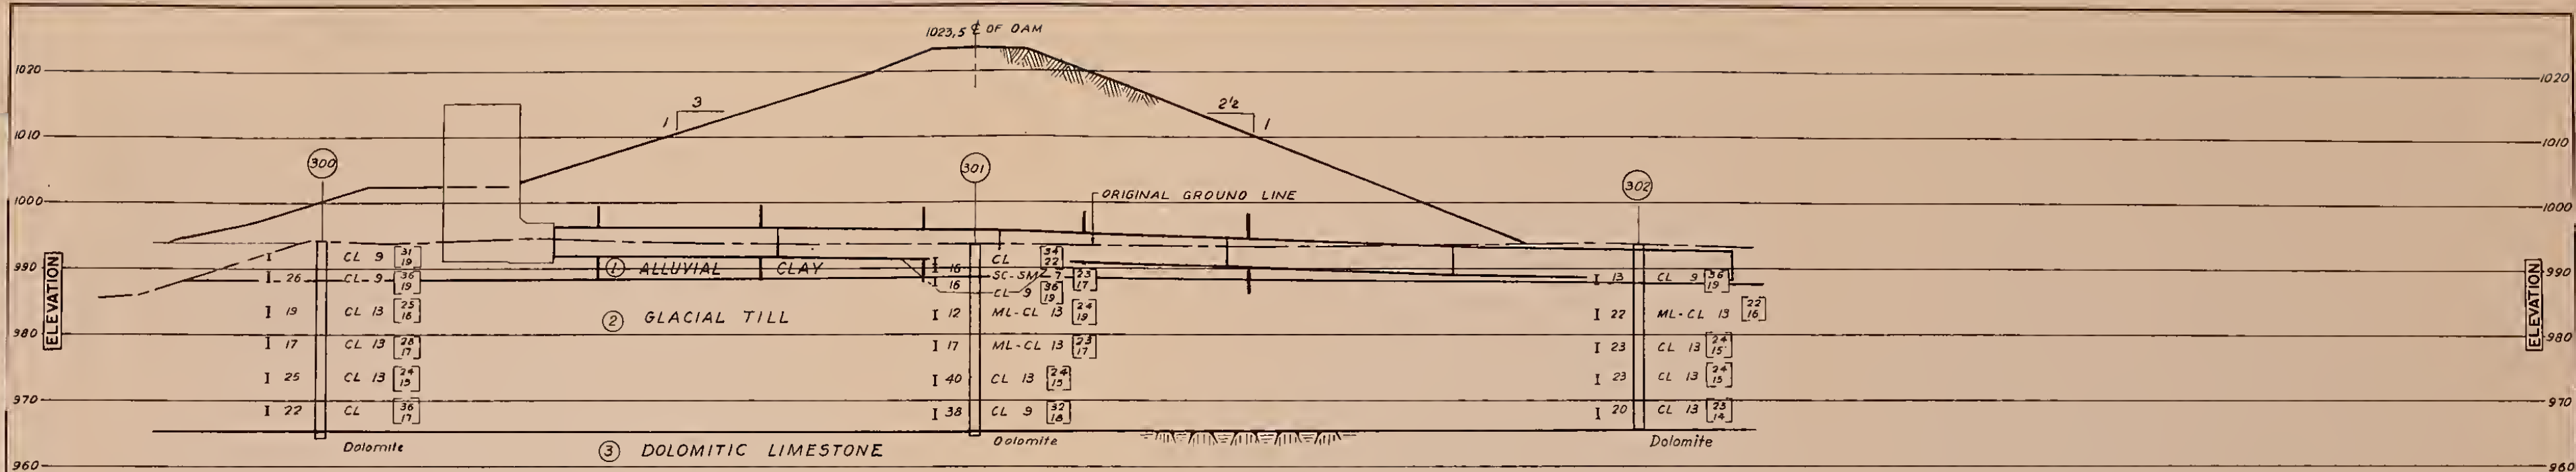 1023,5 ℄ OF DAM
1020
1020
3
1
2 1/2
1
1010
1010
300
301
302
1000
1000
ORIGINAL GROUND LINE
ELEVATION
ELEVATION
990
990
980
980
970
970
960
960
I CL 9 [31 19]
I 26 CL 9 [36 19]
I 19 CL 13 [25 16]
I 17 CL 13 [28 17]
I 25 CL 13 [24 15]
I 22 CL [36 17]
Dolomite
① ALLUVIAL CLAY
② GLACIAL TILL
③ DOLOMITIC LIMESTONE
I CL [34 22]
I 16 SC-SM 7 [23 17]
I 16 CL 9 [36 19]
I 12 ML-CL 13 [24 19]
I 17 ML-CL 13 [23 17]
I 40 CL 13 [24 15]
I 38 CL 9 [32 18]
Dolomite
I 13 CL 9 [36 19]
I 22 ML-CL 13 [22 16]
I 23 CL 13 [24 15]
I 23 CL 13 [24 15]
I 20 CL 13 [23 14]
Dolomite